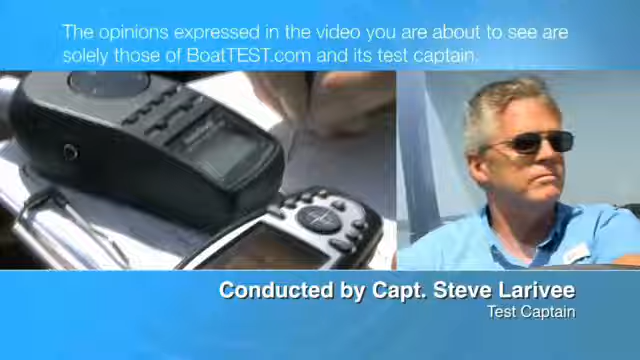 The opinions expressed in the video you are about to see are
solely those of BoatTEST.com and its test captain.
Conducted by Capt. Steve Larivee
Test Captain